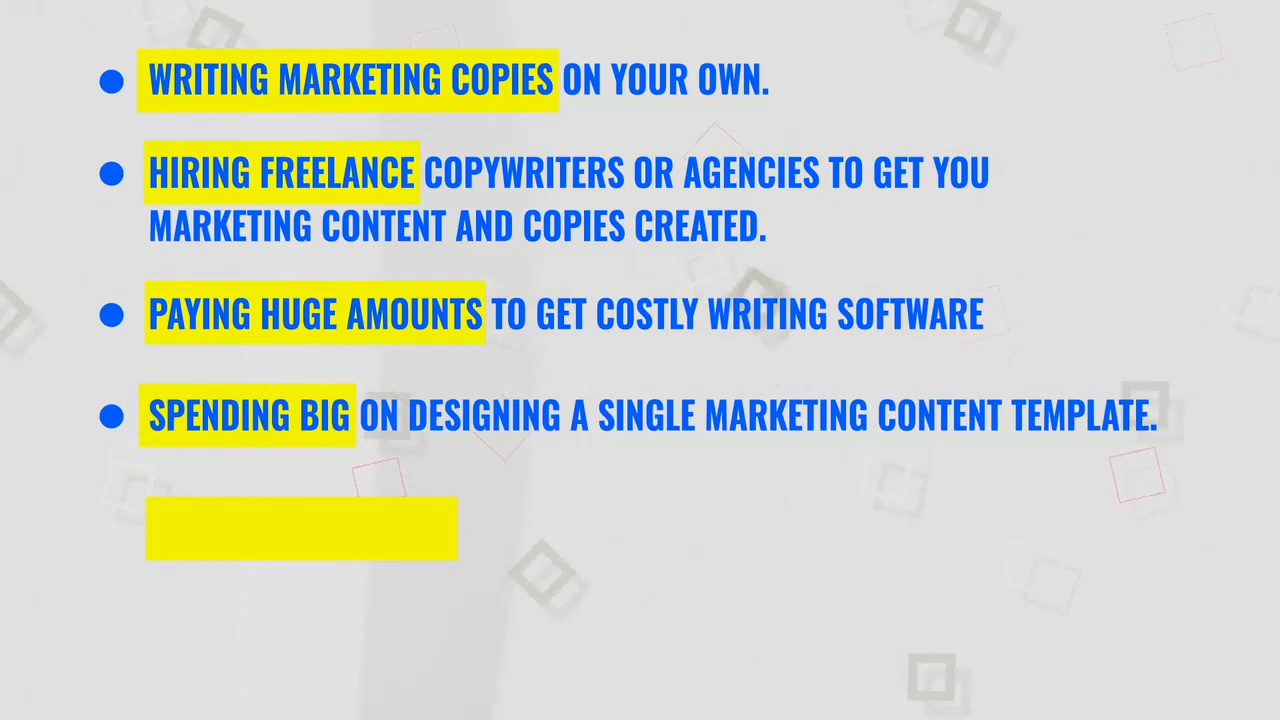 WRITING MARKETING COPIES ON YOUR OWN.
HIRING FREELANCE COPYWRITERS OR AGENCIES TO GET YOU
MARKETING CONTENT AND COPIES CREATED.
PAYING HUGE AMOUNTS TO GET COSTLY WRITING SOFTWARE
SPENDING BIG ON DESIGNING A SINGLE MARKETING CONTENT TEMPLATE.